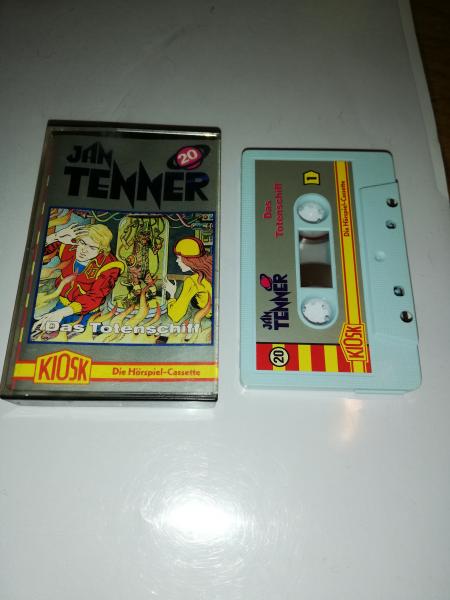 JAN
TENNER
20
Das Totenschiff
KIOSK
Die Hörspiel-Cassette
1
Das
Totenschiff
JAN
TENNER
20
KIOSK
Die Hörspiel-Cassette